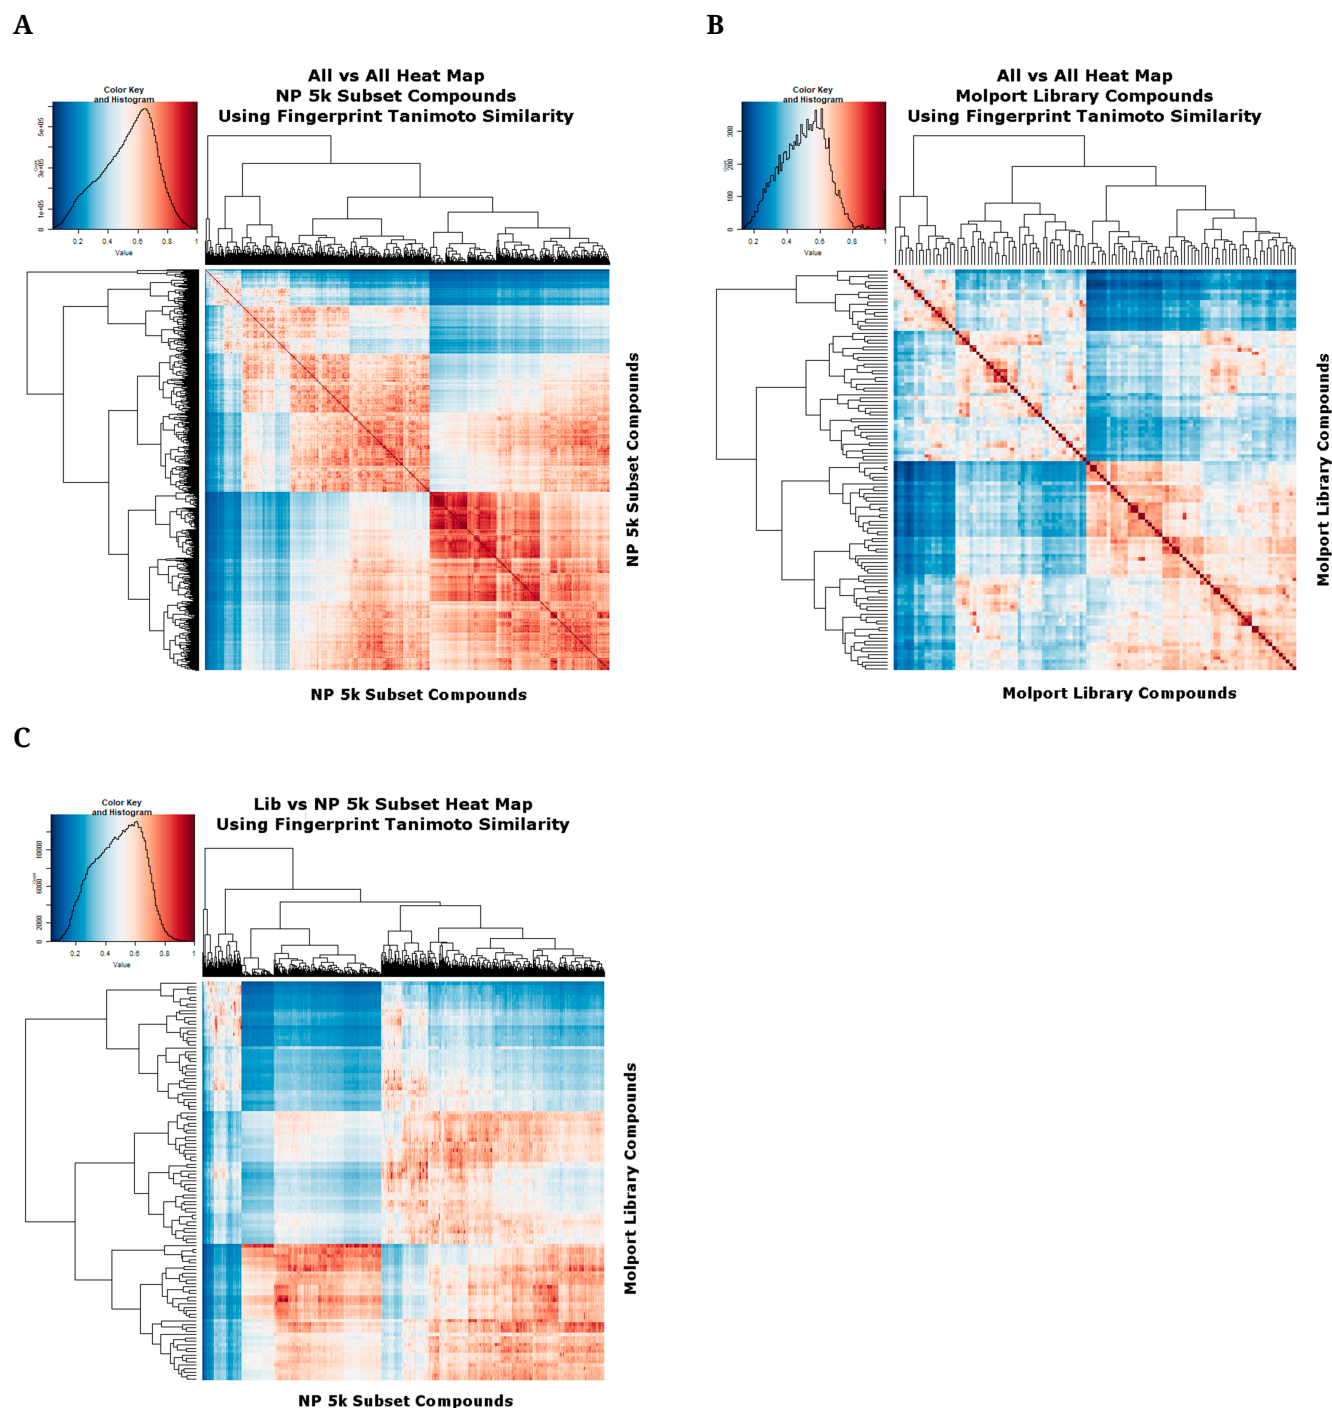 A
B
All vs All Heat Map
NP 5k Subset Compounds
Using Fingerprint Tanimoto Similarity
Color Key
and Histogram
Count
1e+05
3e+05
5e+05
0.2 0.4 0.6 0.8 1
Value
NP 5k Subset Compounds
NP 5k Subset Compounds
All vs All Heat Map
Molport Library Compounds
Using Fingerprint Tanimoto Similarity
Color Key
and Histogram
Count
0 100 200 300
0.2 0.4 0.6 0.8 1
Value
Molport Library Compounds
Molport Library Compounds
C
Lib vs NP 5k Subset Heat Map
Using Fingerprint Tanimoto Similarity
Color Key
and Histogram
Count
0 2000 6000 10000
0.2 0.4 0.6 0.8 1
Value
Molport Library Compounds
NP 5k Subset Compounds